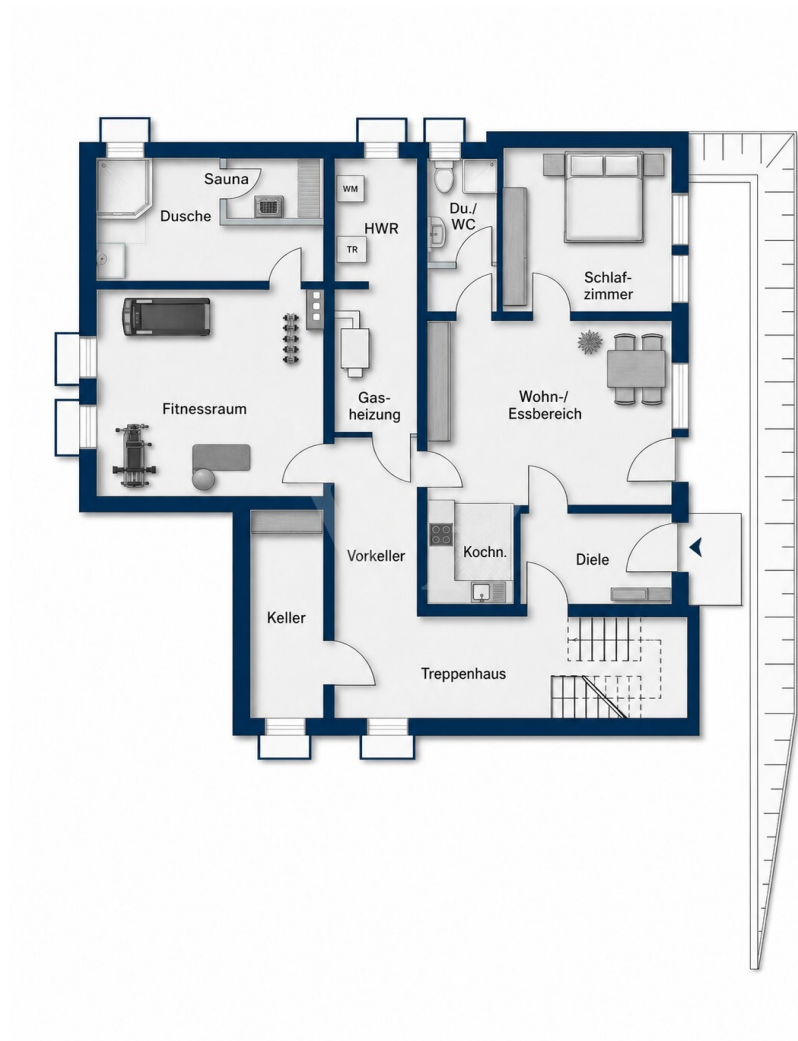 Sauna
Dusche
WM
HWR
TR
Du./
WC
Schlaf-
zimmer
Fitnessraum
Gas-
heizung
Wohn-/
Essbereich
Vorkeller
Kochn.
Diele
Keller
Treppenhaus